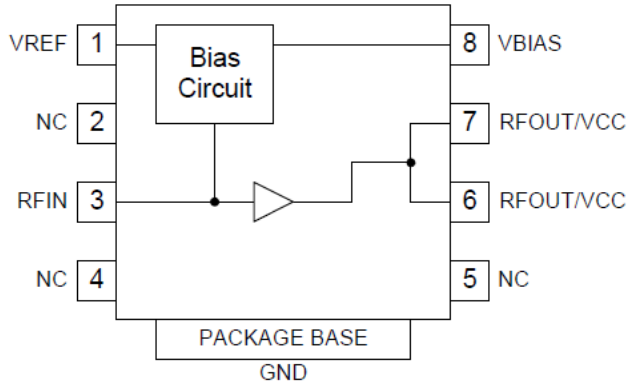 VREF 1 Bias Circuit 8 VBIAS
NC 2 7 RFOUT/VCC
RFIN 3 6 RFOUT/VCC
NC 4 5 NC
PACKAGE BASE
GND